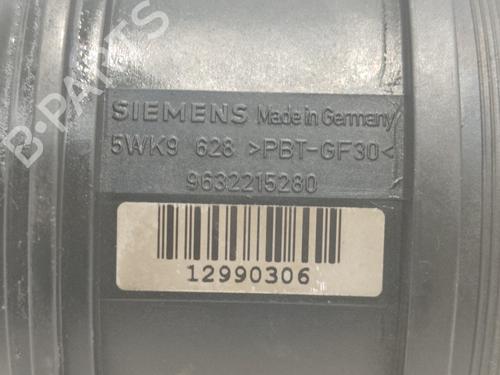 B-PARTS
SIEMENS Made in Germany
5WK9 628 >PBT-GF30<
9632215280
12990306